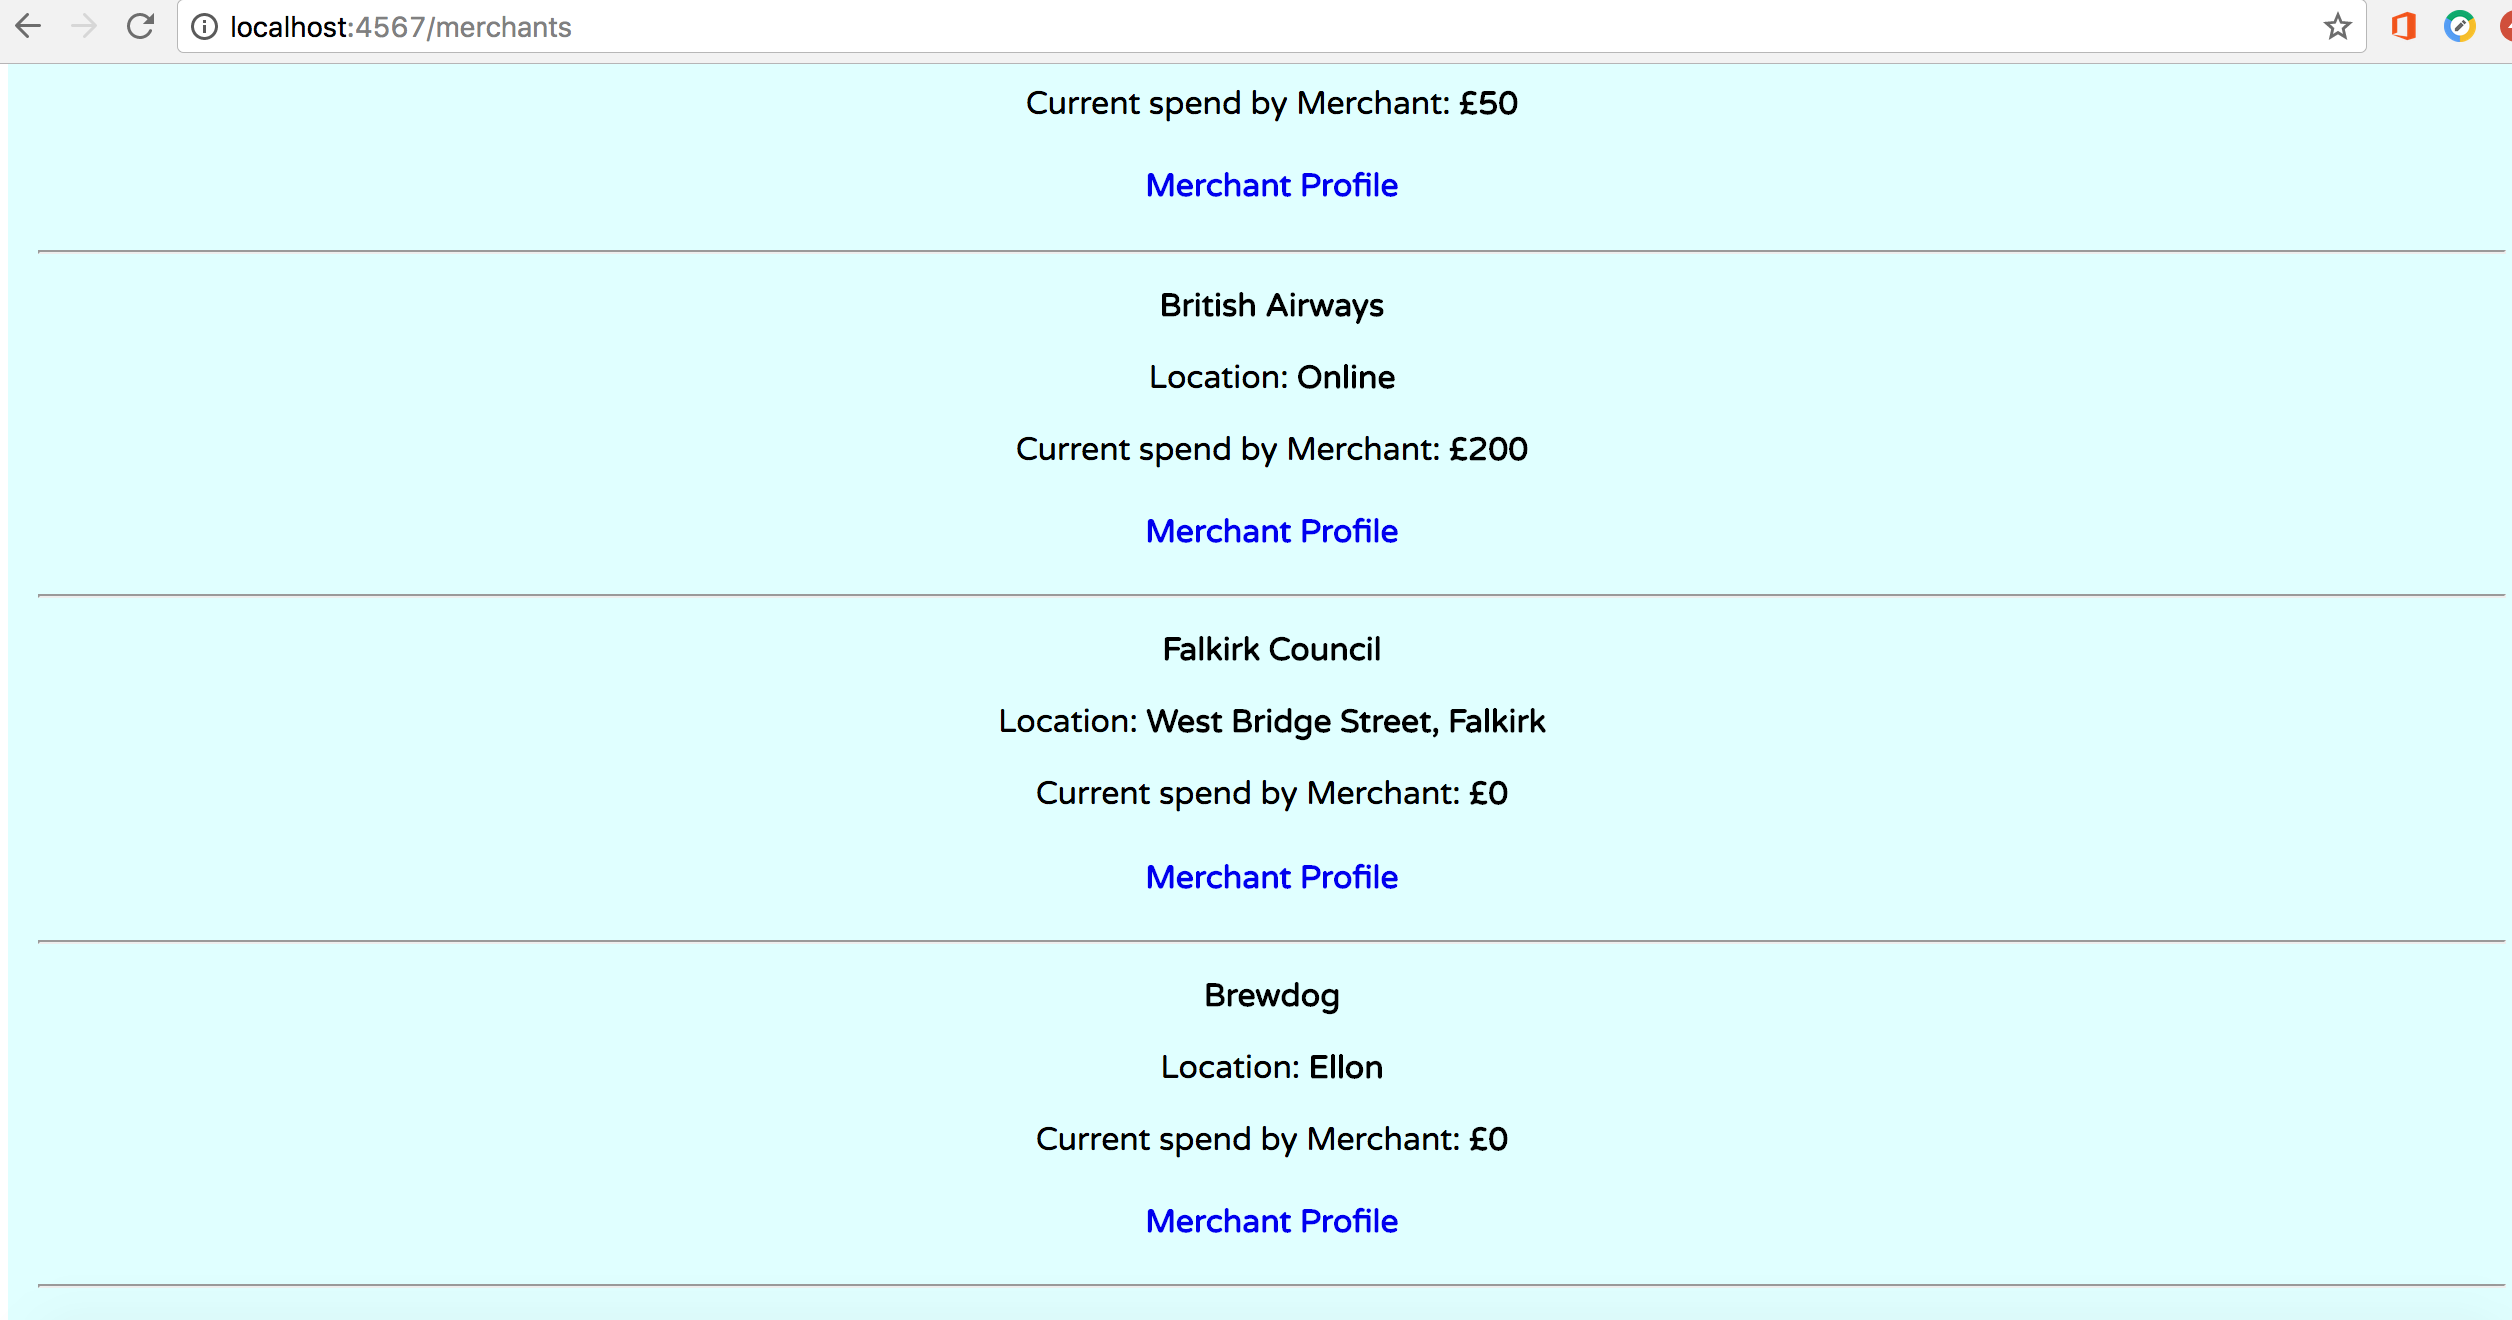 localhost:4567/merchants
Current spend by Merchant: £50
Merchant Profile
British Airways
Location: Online
Current spend by Merchant: £200
Merchant Profile
Falkirk Council
Location: West Bridge Street, Falkirk
Current spend by Merchant: £0
Merchant Profile
Brewdog
Location: Ellon
Current spend by Merchant: £0
Merchant Profile